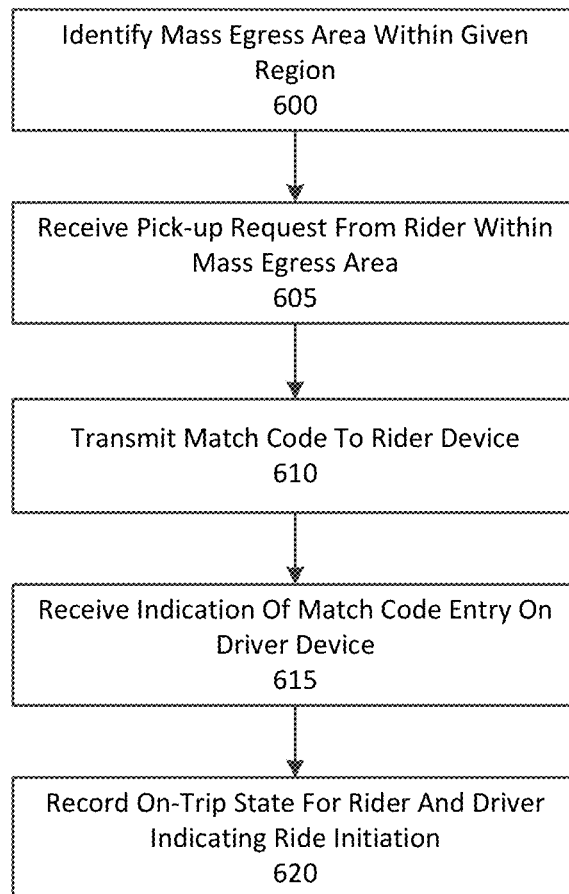 Identify Mass Egress Area Within Given
Region
600
Receive Pick-up Request From Rider Within
Mass Egress Area
605
Transmit Match Code To Rider Device
610
Receive Indication Of Match Code Entry On
Driver Device
615
Record On-Trip State For Rider And Driver
Indicating Ride Initiation
620